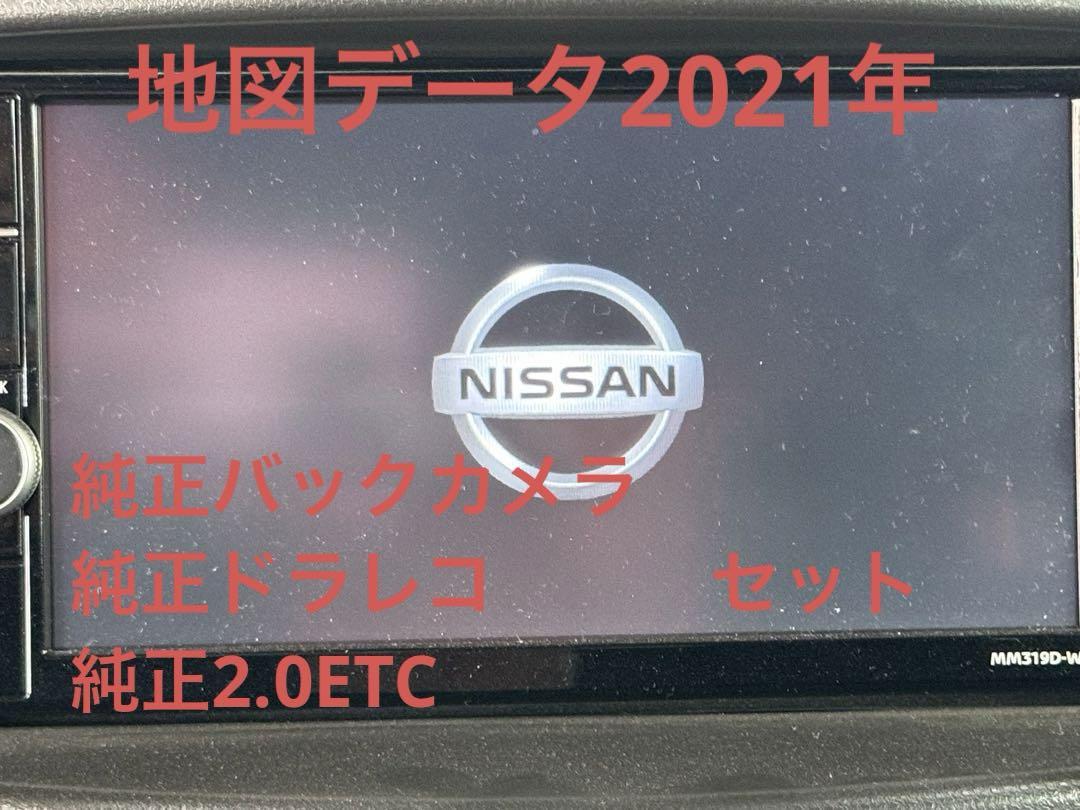 地図データ2021年
K
NISSAN
純正バックカメラ
純正ドラレコ セット
純正2.0ETC
MM319D-W